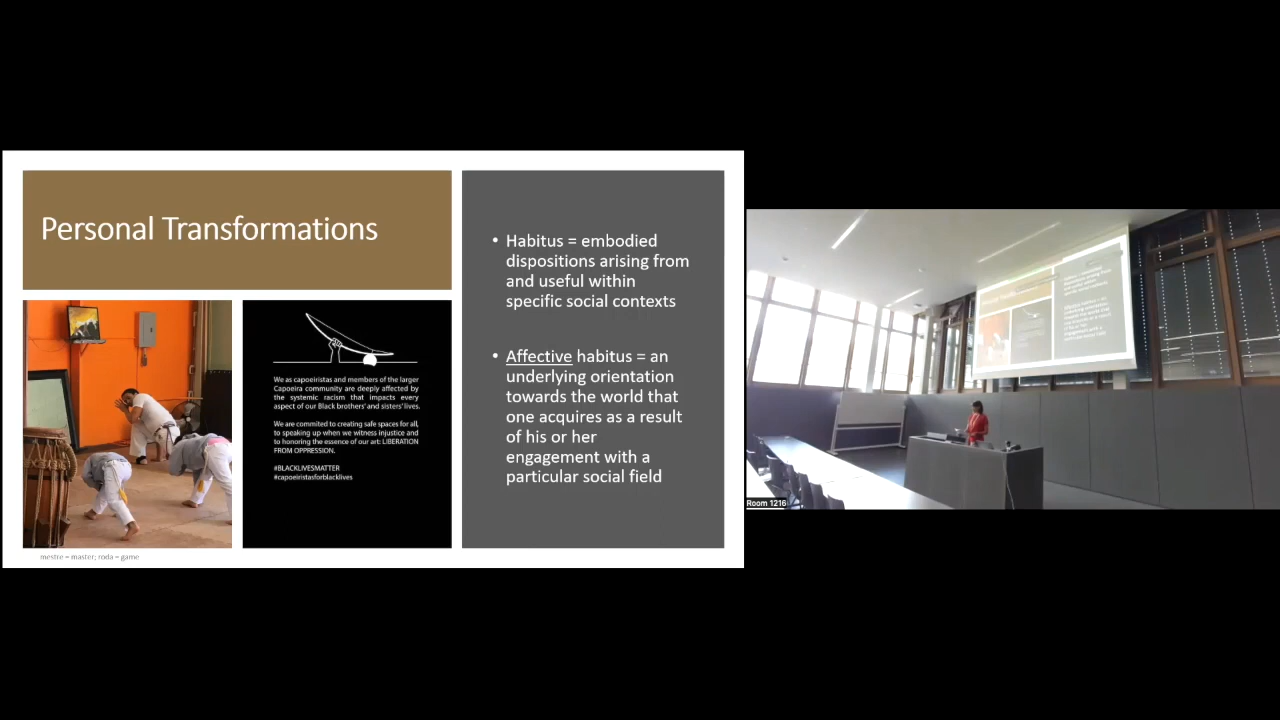 Personal Transformations
We as capoeiristas and members of the larger
Capoeira community are deeply affected by
the systemic racism that impacts every
aspect of our Black brothers' and sisters' lives.
We are commited to creating safe spaces for all,
to speaking up when we witness injustice and
to honoring the essence of our art: LIBERATION
FROM OPPRESSION.
#BLACKLIVESMATTER
#capoeiristasforblacklives
mestre = master; roda = game
• Habitus = embodied
dispositions arising from
and useful within
specific social contexts
• Affective habitus = an
underlying orientation
towards the world that
one acquires as a result
of his or her
engagement with a
particular social field
Room 1216